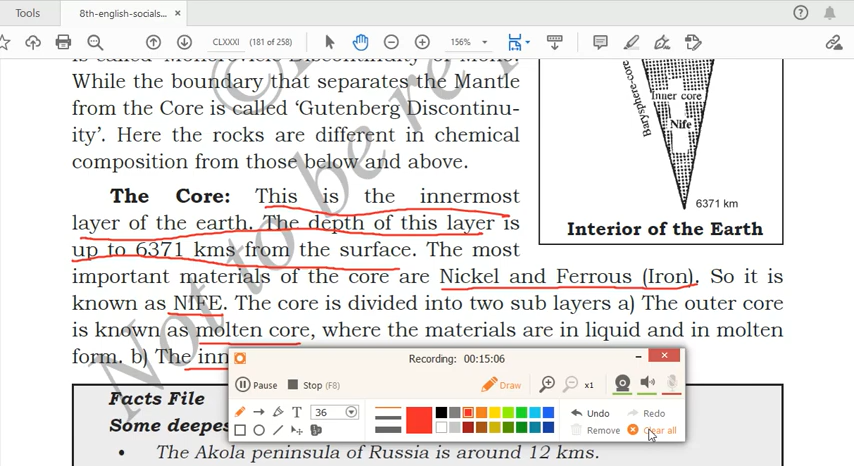 Tools
8th-english-socials... ×
CLXXXI (181 of 258)
156%
is called 'Mohorovicic Discontinuity' or Moho.
While the boundary that separates the Mantle
from the Core is called 'Gutenberg Discontinu-
ity'. Here the rocks are different in chemical
composition from those below and above.
The Core: This is the innermost
layer of the earth. The depth of this layer is
up to 6371 kms from the surface. The most
important materials of the core are Nickel and Ferrous (Iron). So it is
known as NIFE. The core is divided into two sub layers a) The outer core
is known as molten core, where the materials are in liquid and in molten
form. b) The inn
Barysphere-core
Inner core
Nife
6371 km
Interior of the Earth
Not to be re
Recording: 00:15:06
Pause
Stop (F8)
Draw
x1
T
36
Undo
Redo
Remove
Clear all
Facts File
Some deepes
• The Akola peninsula of Russia is around 12 kms.